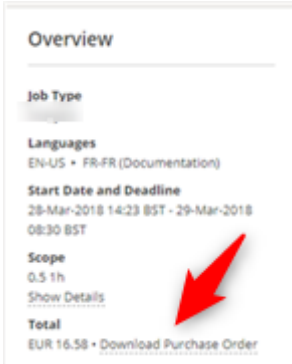 Overview
Job Type
Languages
EN-US • FR-FR (Documentation)
Start Date and Deadline
28-Mar-2018 14:23 BST - 29-Mar-2018
08:30 BST
Scope
0.5 1h
Show Details
Total
EUR 16.58 • Download Purchase Order